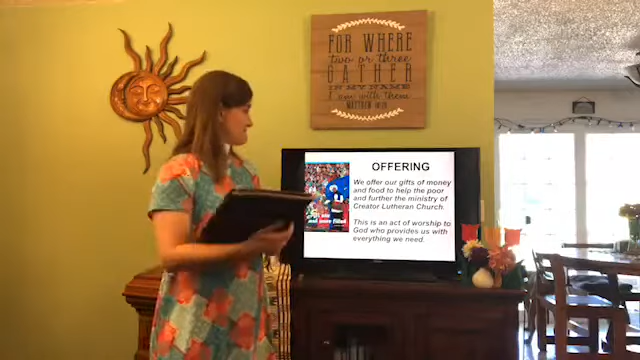 FOR WHERE
two or three
GATHER
IN MY NAME
I am with them
MATTHEW 18:20
OFFERING
We offer our gifts of money
and food to help the poor
and further the ministry of
Creator Lutheran Church.
This is an act of worship to
God who provides us with
everything we need.